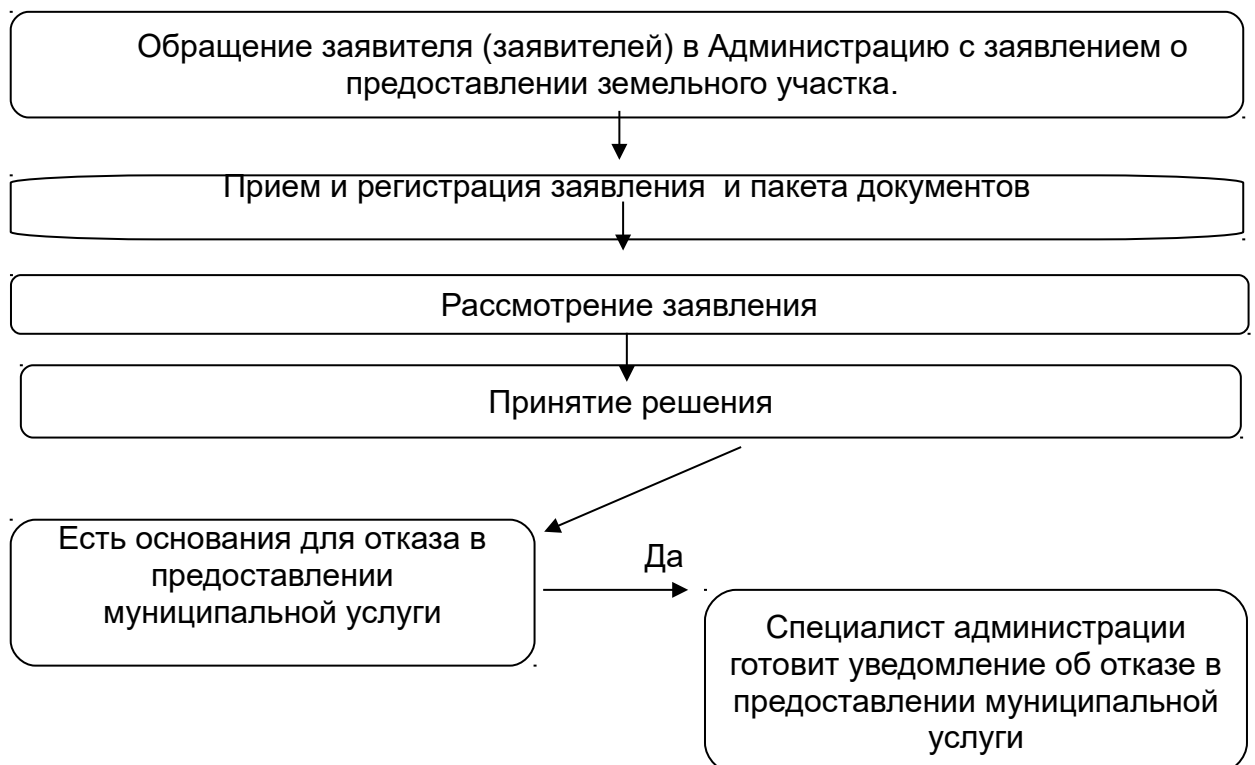 Обращение заявителя (заявителей) в Администрацию с заявлением о
предоставлении земельного участка.
Прием и регистрация заявления и пакета документов
Рассмотрение заявления
Принятие решения
Есть основания для отказа в
предоставлении
муниципальной услуги
Да
Специалист администрации
готовит уведомление об отказе в
предоставлении муниципальной
услуги